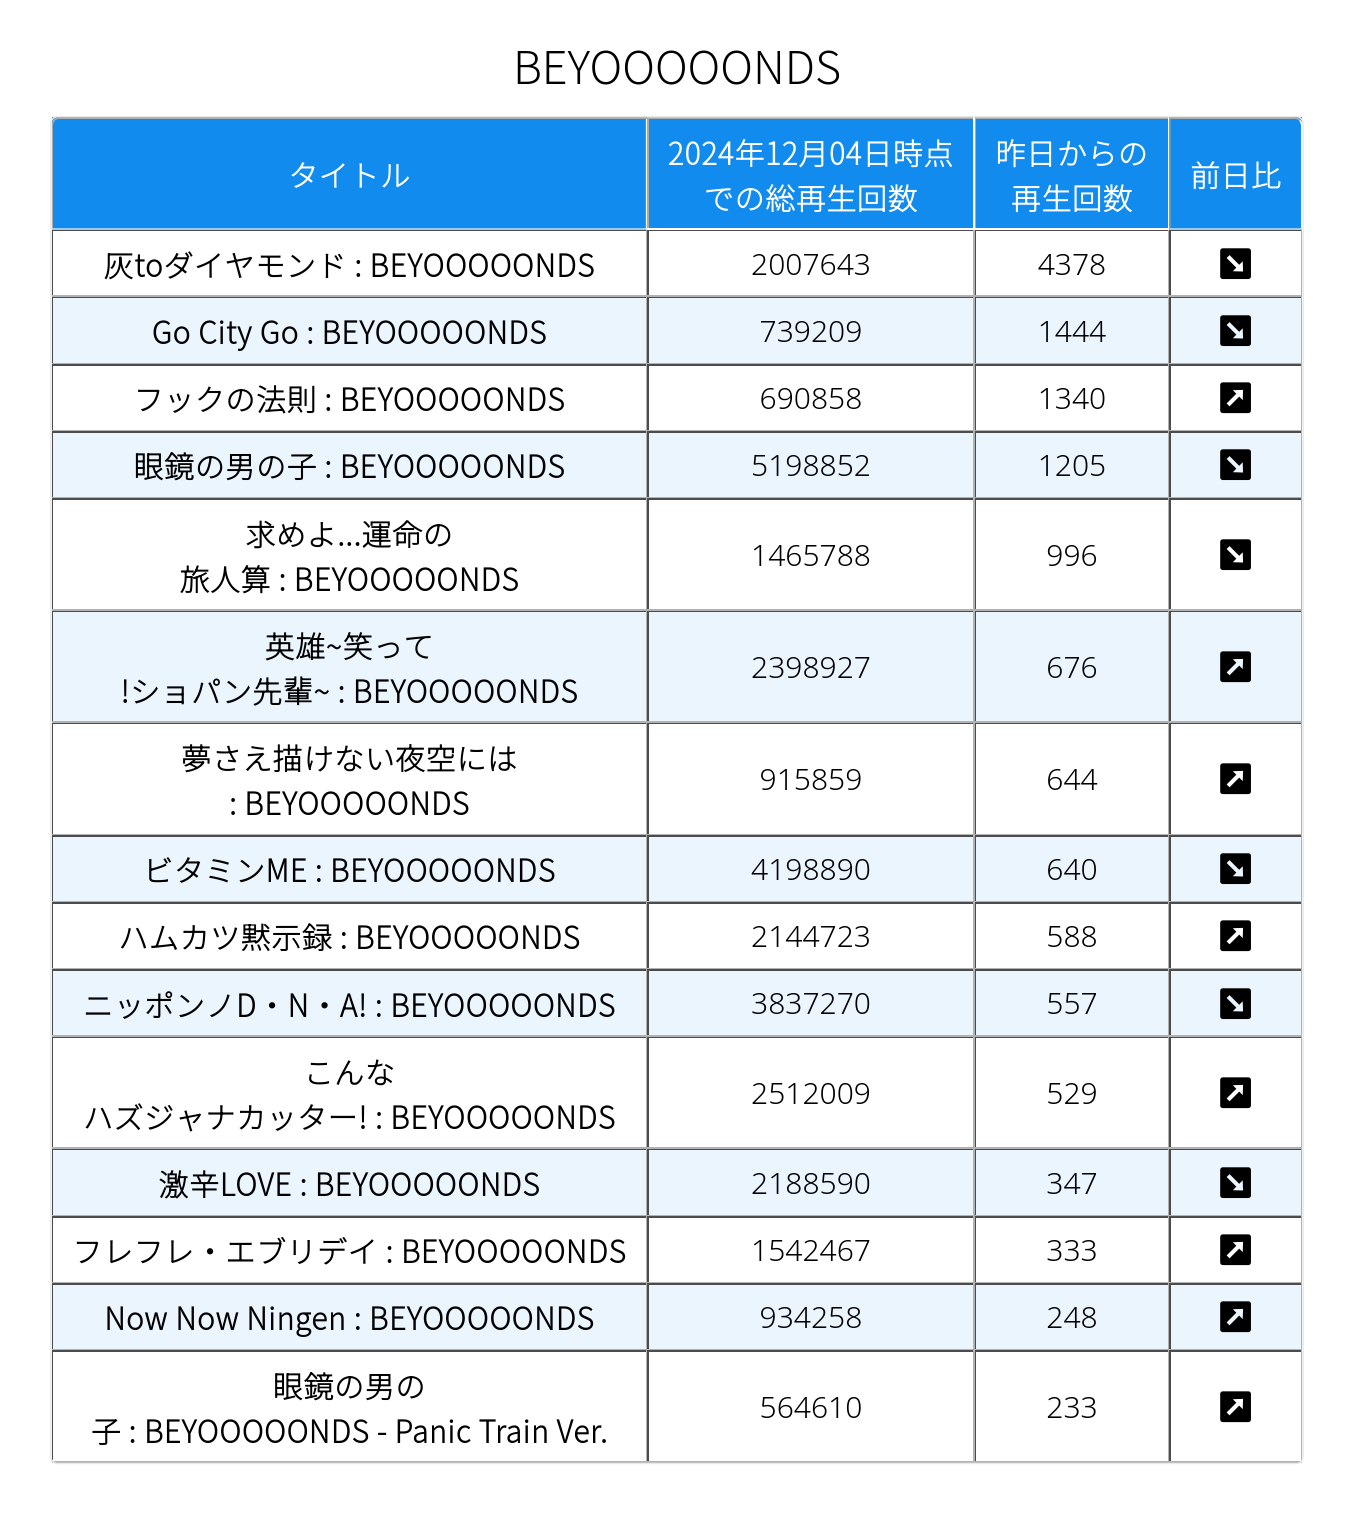 BEYOOOOONDS
タイトル
2024年12月04日時点
での総再生回数
昨日からの
再生回数
前日比
灰toダイヤモンド : BEYOOOOONDS 2007643 4378
Go City Go : BEYOOOOONDS 739209 1444
フックの法則 : BEYOOOOONDS 690858 1340
眼鏡の男の子 : BEYOOOOONDS 5198852 1205
求めよ...運命の
旅人算 : BEYOOOOONDS 1465788 996
英雄~笑って
!ショパン先輩~ : BEYOOOOONDS 2398927 676
夢さえ描けない夜空には
: BEYOOOOONDS 915859 644
ビタミンME : BEYOOOOONDS 4198890 640
ハムカツ黙示録 : BEYOOOOONDS 2144723 588
ニッポンノD・N・A! : BEYOOOOONDS 3837270 557
こんな
ハズジャナカッター! : BEYOOOOONDS 2512009 529
激辛LOVE : BEYOOOOONDS 2188590 347
フレフレ・エブリデイ : BEYOOOOONDS 1542467 333
Now Now Ningen : BEYOOOOONDS 934258 248
眼鏡の男の
子 : BEYOOOOONDS - Panic Train Ver. 564610 233